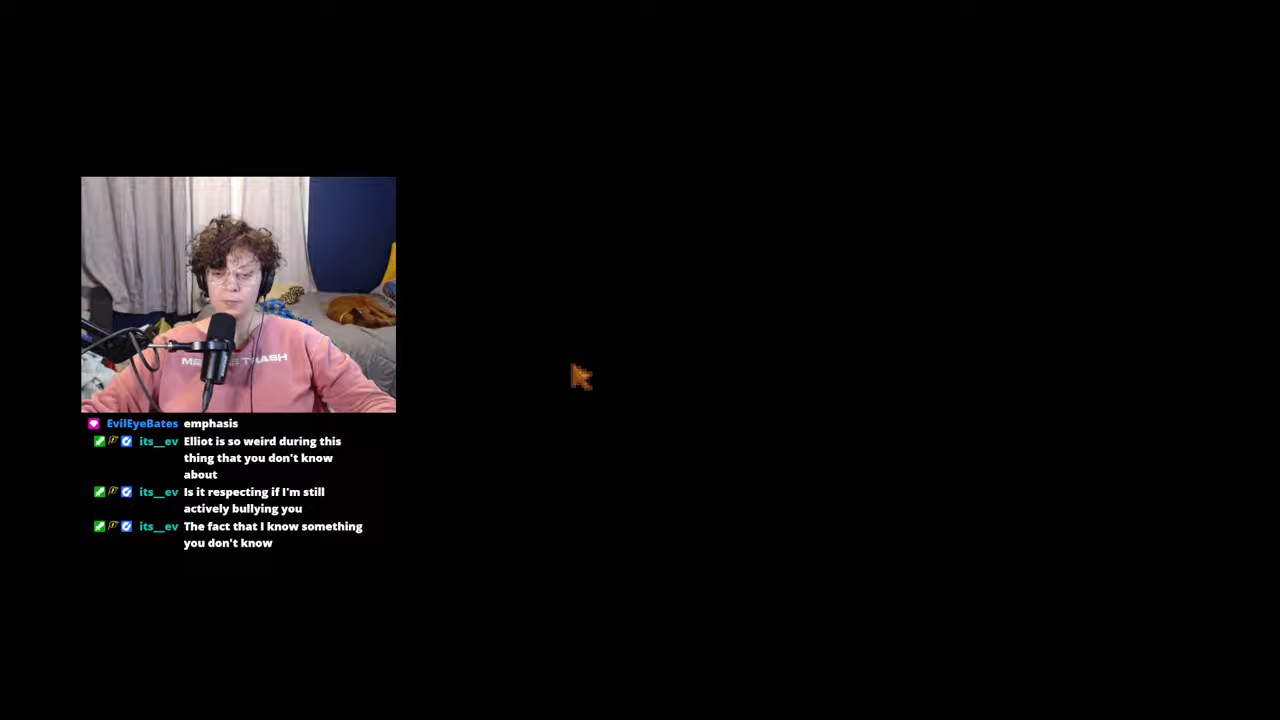 TRASH
EvilEyeBates emphasis
its__ev Elliot is so weird during this
thing that you don't know
about
its__ev Is it respecting if I'm still
actively bullying you
its__ev The fact that I know something
you don't know